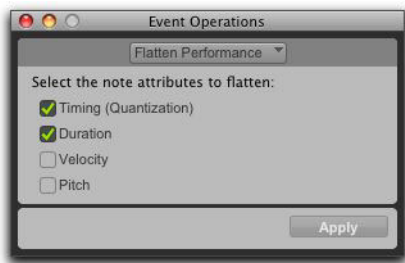 Event Operations
Flatten Performance
Select the note attributes to flatten:
Timing (Quantization)
Duration
Velocity
Pitch
Apply